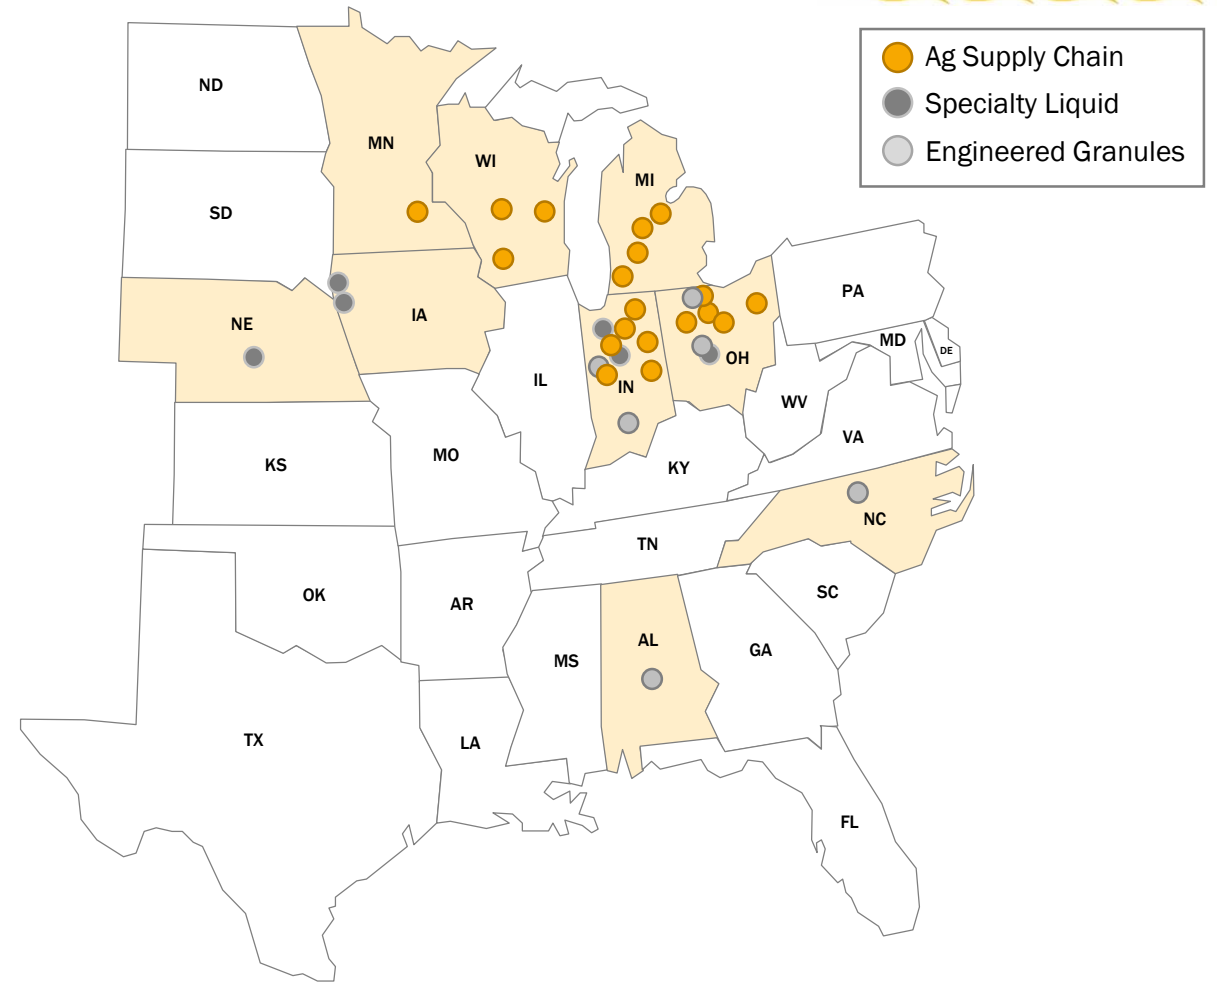 Ag Supply Chain
Specialty Liquid
Engineered Granules
ND
MN
WI
MI
SD
PA
NE
IA
MD
DE
OH
IL
IN
WV
VA
KS
MO
KY
NC
TN
OK
AR
SC
AL
GA
MS
TX
LA
FL